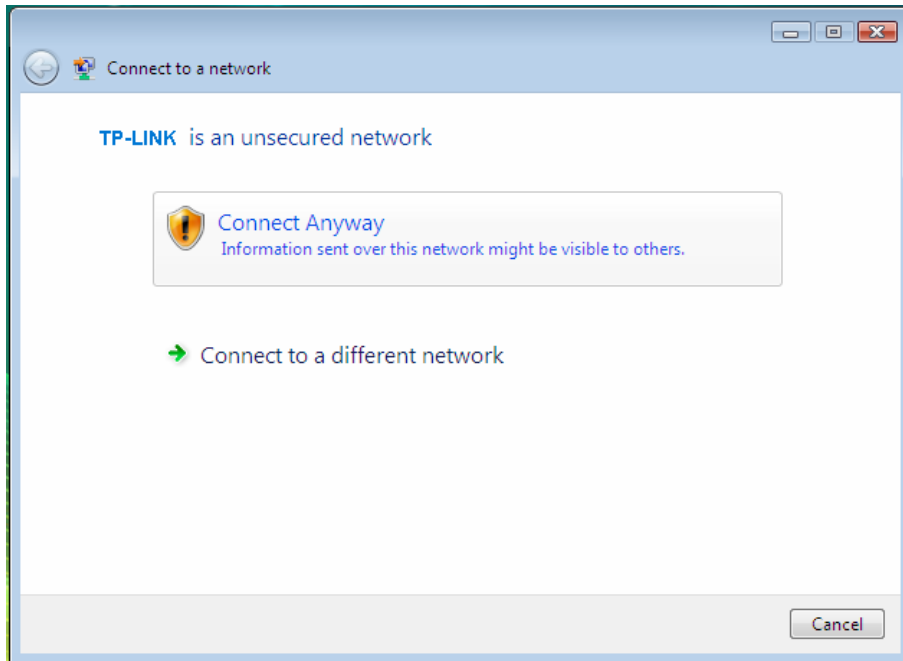 Connect to a network
TP-LINK is an unsecured network
Connect Anyway
Information sent over this network might be visible to others.
Connect to a different network
Cancel